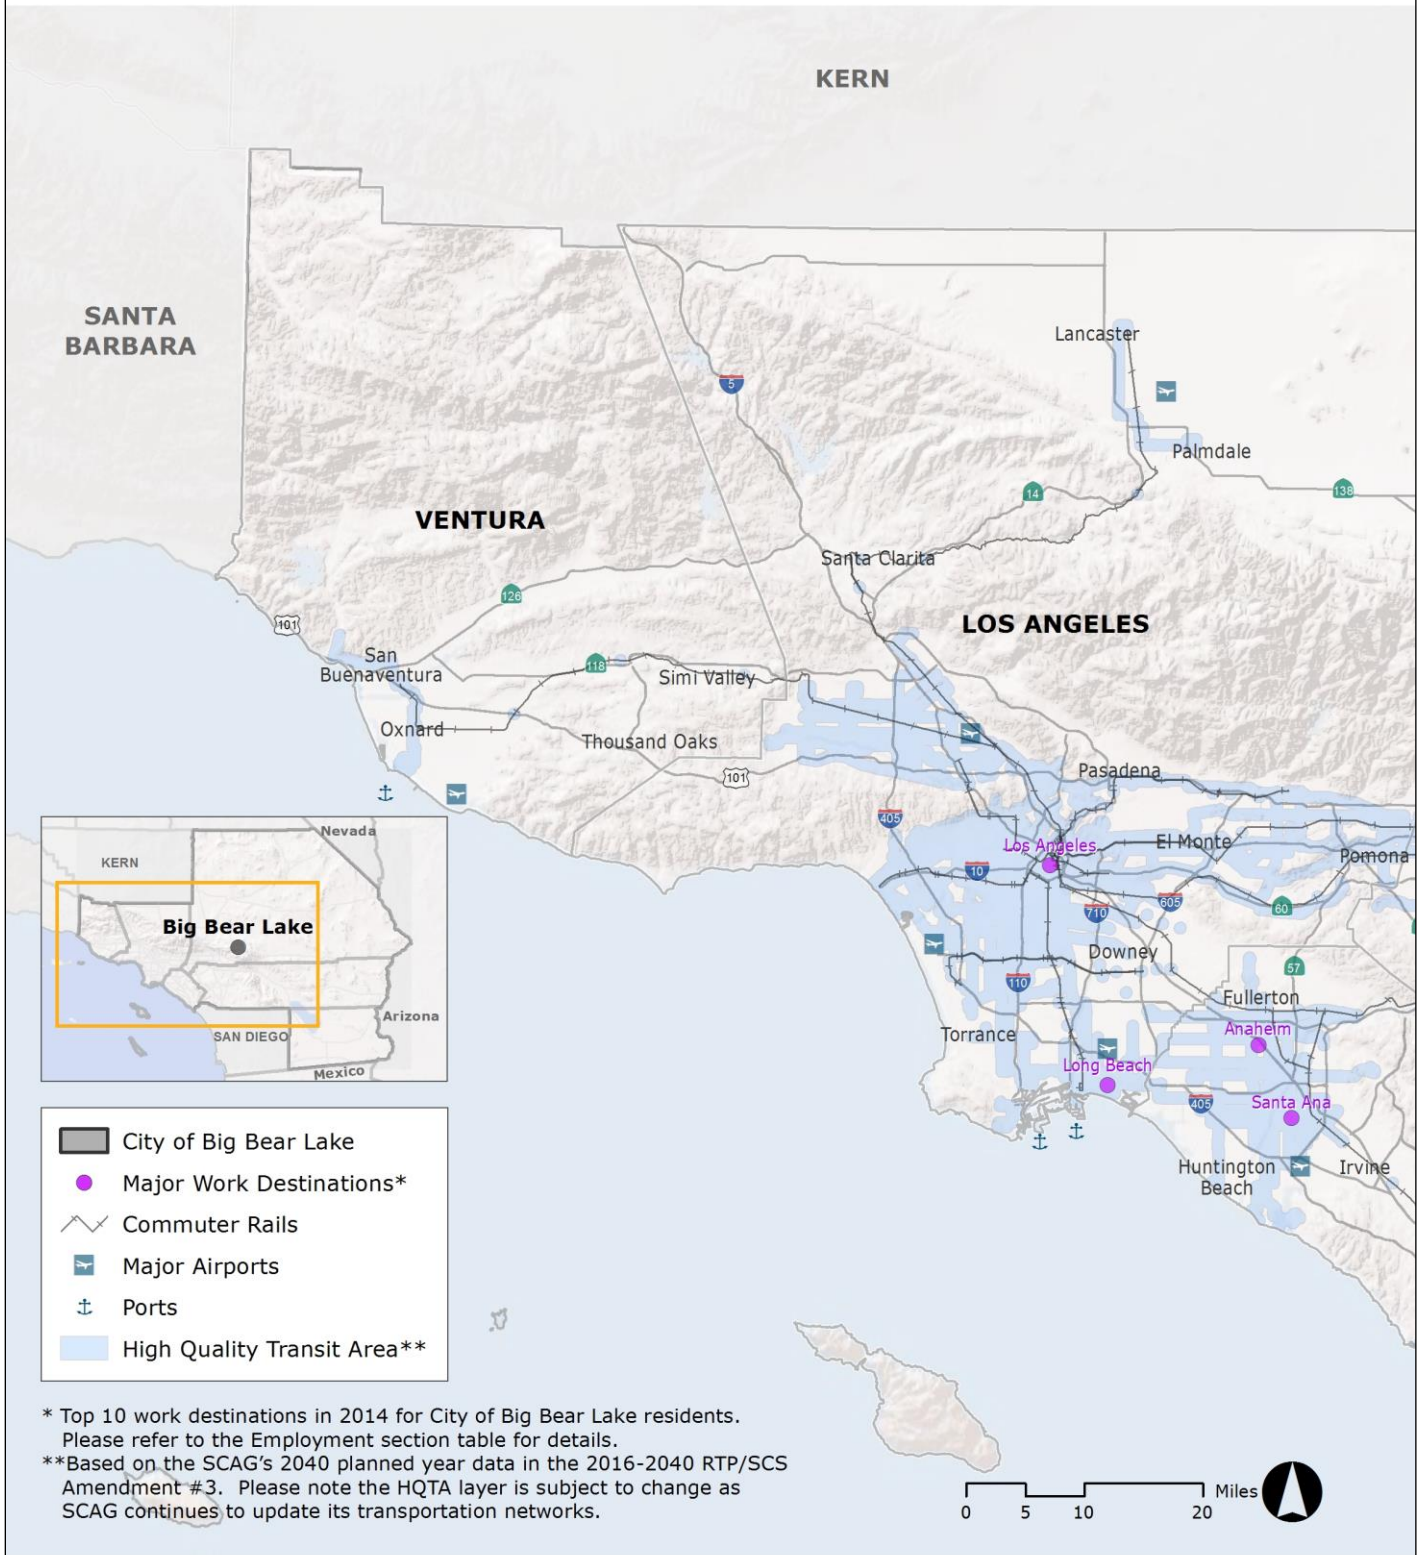 KERN
SANTA
BARBARA
Lancaster
5
Palmdale
14
138
VENTURA
Santa Clarita
126
LOS ANGELES
101
San
Buenaventura
118
Simi Valley
Oxnard
Thousand Oaks
101
Pasadena
405
Los Angeles
El Monte
Pomona
10
605
710
60
Downey
57
110
Fullerton
Torrance
Anaheim
Long Beach
405
Santa Ana
Huntington
Beach
Irvine
Nevada
KERN
Big Bear Lake
Arizona
SAN DIEGO
Mexico
City of Big Bear Lake
Major Work Destinations*
Commuter Rails
Major Airports
Ports
High Quality Transit Area**
* Top 10 work destinations in 2014 for City of Big Bear Lake residents.
Please refer to the Employment section table for details.
**Based on the SCAG's 2040 planned year data in the 2016-2040 RTP/SCS
Amendment #3. Please note the HQTA layer is subject to change as
SCAG continues to update its transportation networks.
0 5 10 20 Miles